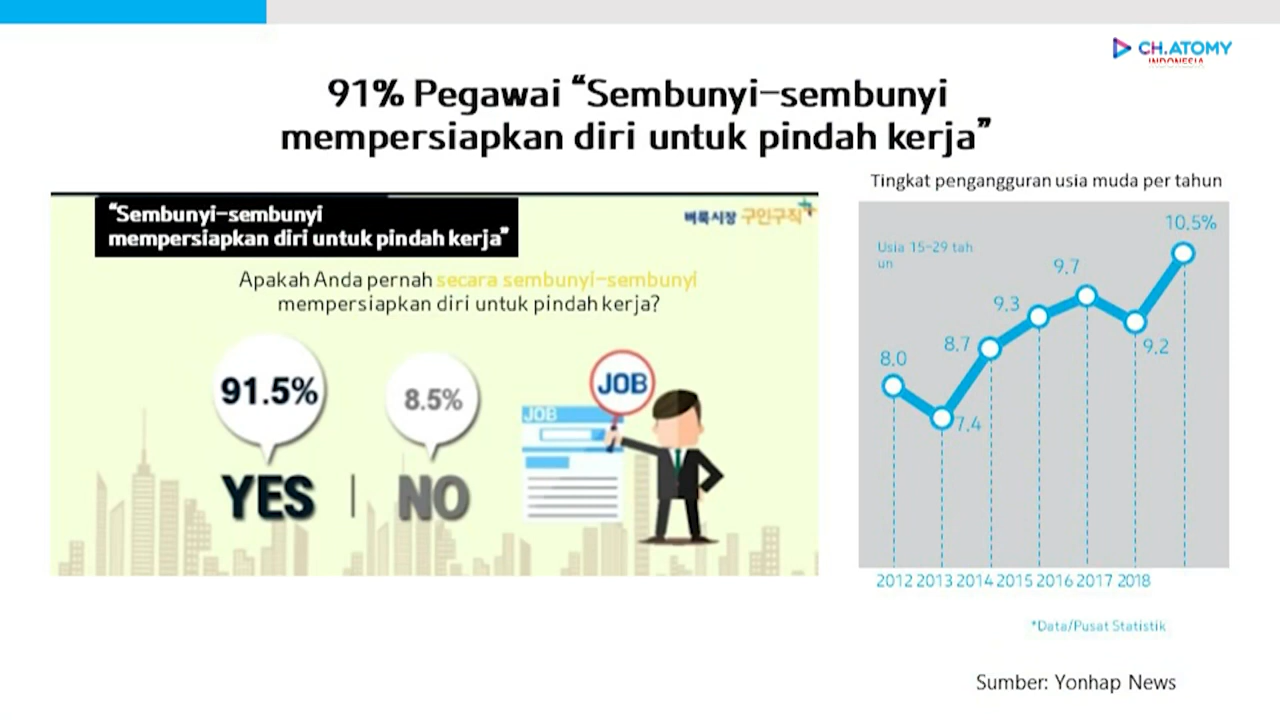 CH.ATOMY
INDONESIA
91% Pegawai “Sembunyi-sembunyi
mempersiapkan diri untuk pindah kerja”
“Sembunyi-sembunyi
mempersiapkan diri untuk pindah kerja”
벼룩시장 구인구직
Apakah Anda pernah secara sembunyi-sembunyi
mempersiapkan diri untuk pindah kerja?
91.5%
8.5%
YES | NO
JOB
JOB
Tingkat pengangguran usia muda per tahun
Usia 15-29 tah
un
8.0
7.4
8.7
9.3
9.7
9.2
10.5%
2012 2013 2014 2015 2016 2017 2018
*Data/Pusat Statistik
Sumber: Yonhap News